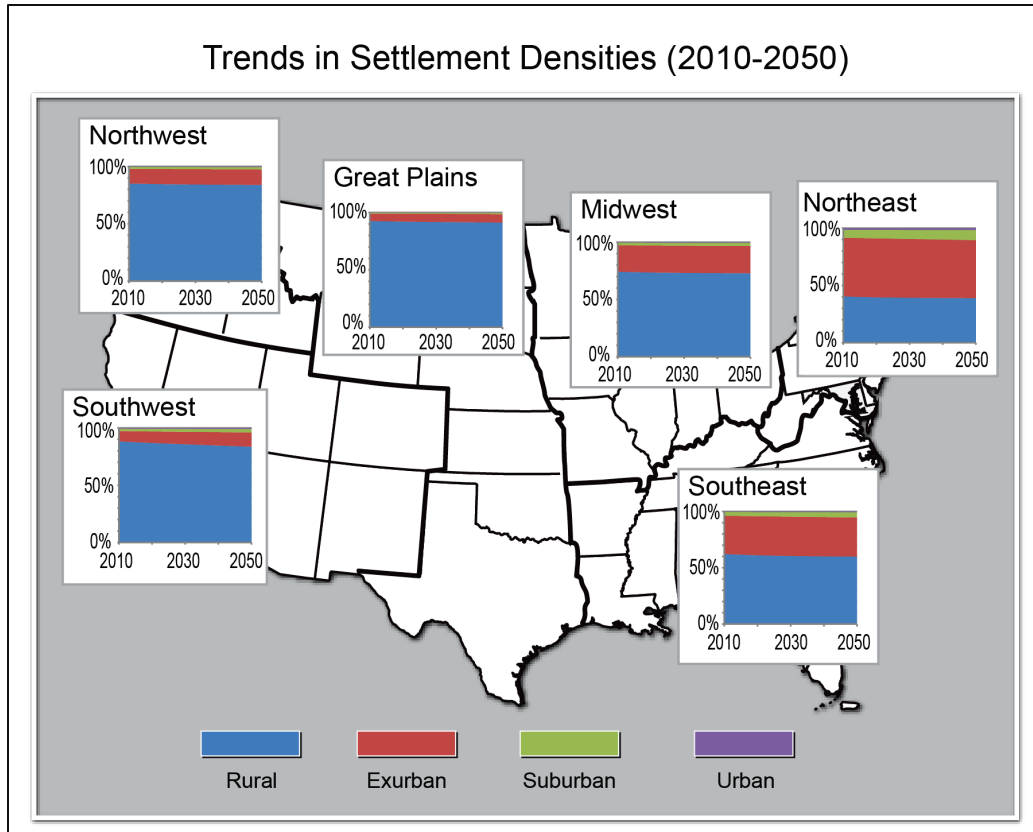 Trends in Settlement Densities (2010-2050)
Northwest
100%
50%
0%
2010 2030 2050
Great Plains
100%
50%
0%
2010 2030 2050
Midwest
100%
50%
0%
2010 2030 2050
Northeast
100%
50%
0%
2010 2030 2050
Southwest
100%
50%
0%
2010 2030 2050
Southeast
100%
50%
0%
2010 2030 2050
Rural Exurban Suburban Urban